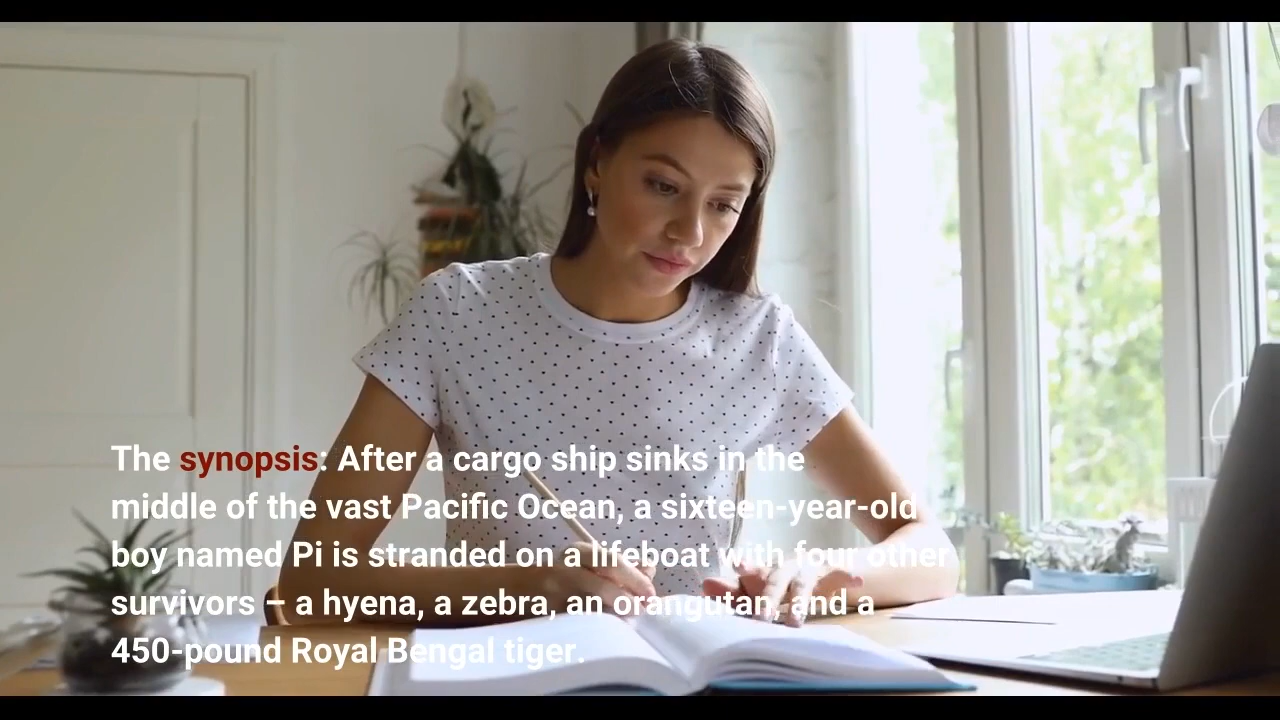 The synopsis: After a cargo ship sinks in the
middle of the vast Pacific Ocean, a sixteen-year-old
boy named Pi is stranded on a lifeboat with four other
survivors – a hyena, a zebra, an orangutan, and a
450-pound Royal Bengal tiger.